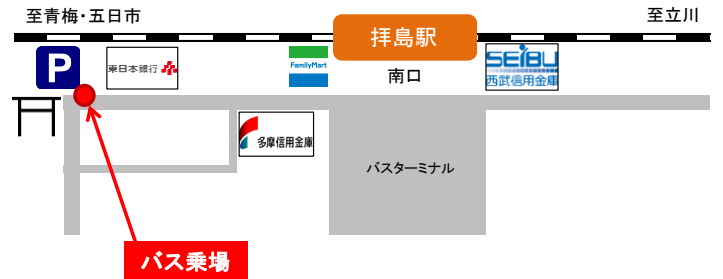 至青梅・五日市
至立川
拝島駅
P
東日本銀行
FamilyMart
南口
SEIBU
西武信用金庫
多摩信用金庫
バスターミナル
バス乗場